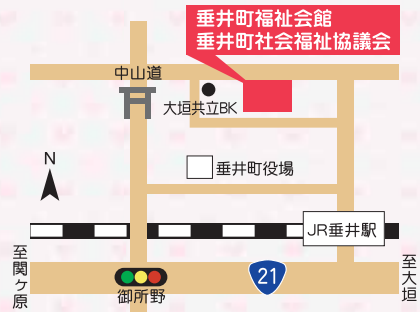 垂井町福祉会館
垂井町社会福祉協議会
中山道
大垣共立BK
N
垂井町役場
JR垂井駅
至関ヶ原
至大垣
21
御所野